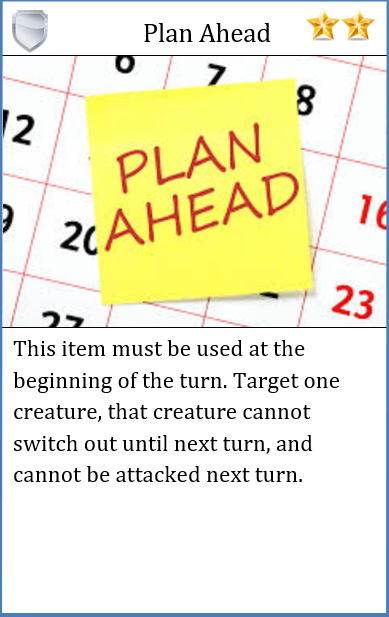 Plan Ahead
6
7
8
12
PLAN
AHEAD
9
20
16
23
27
This item must be used at the
beginning of the turn. Target one
creature, that creature cannot
switch out until next turn, and
cannot be attacked next turn.